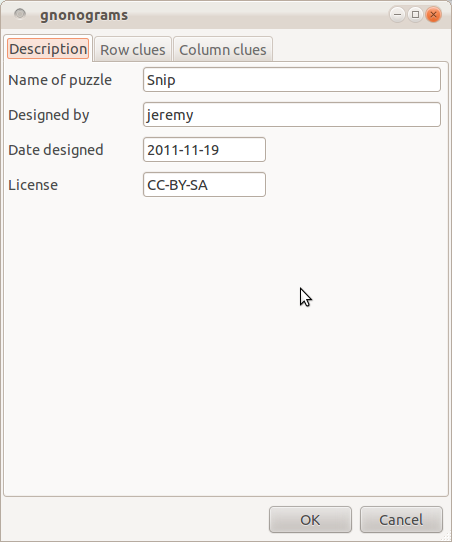 gnonograms
Description Row clues Column clues
Name of puzzle Snip
Designed by jeremy
Date designed 2011-11-19
License CC-BY-SA
OK Cancel